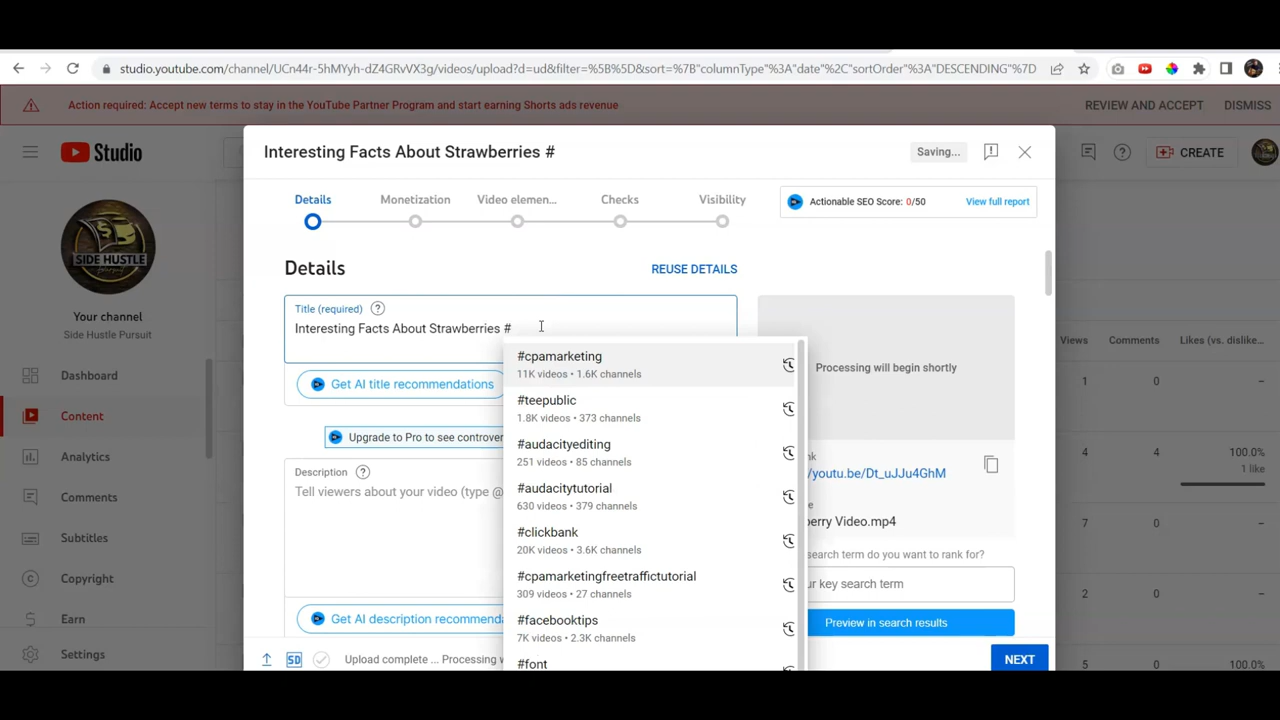 studio.youtube.com/channel/UCn44r-5hMYyh-dZ4GRvVX3g/videos/upload?d=ud&filter=%5B%5D&sort=%7B"columnType"%3A"date"%2C"sortOrder"%3A"DESCENDING"%7D
Action required: Accept new terms to stay in the YouTube Partner Program and start earning Shorts ads revenue
REVIEW AND ACCEPT
DISMISS
Studio
CREATE
SIDE HUSTLE
Your channel
Side Hustle Pursuit
Dashboard
Content
Analytics
Comments
Subtitles
Copyright
Earn
Settings
Interesting Facts About Strawberries #
Saving...
Details
Monetization
Video elemen...
Checks
Visibility
Actionable SEO Score: 0/50
View full report
Details
REUSE DETAILS
Title (required)
Interesting Facts About Strawberries #
Get AI title recommendations
Upgrade to Pro to see controver
Description
Tell viewers about your video (type @
Get AI description recommenda
#cpamarketing
11K videos • 1.6K channels
#teepublic
1.8K videos • 373 channels
#audacityediting
251 videos • 85 channels
#audacitytutorial
630 videos • 379 channels
#clickbank
20K videos • 3.6K channels
#cpamarketingfreetraffictutorial
309 videos • 27 channels
#facebooktips
7K videos • 2.3K channels
#font
Processing will begin shortly
nk
/youtu.be/Dt_uJJu4GhM
e
berry Video.mp4
search term do you want to rank for?
ur key search term
Preview in search results
SD
Upload complete ... Processing w
NEXT
Views
Comments
Likes (vs. dislike...
1
0
4
4
100.0%
1 like
7
0
2
0
5
0
100.0%